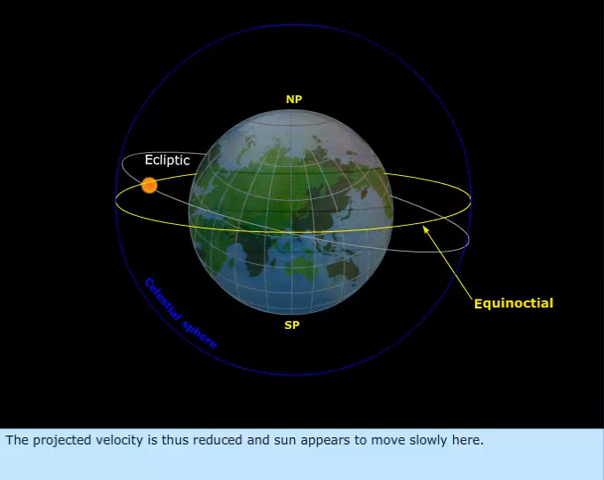 NP
Ecliptic
Celestial sphere
Equinoctial
SP
The projected velocity is thus reduced and sun appears to move slowly here.